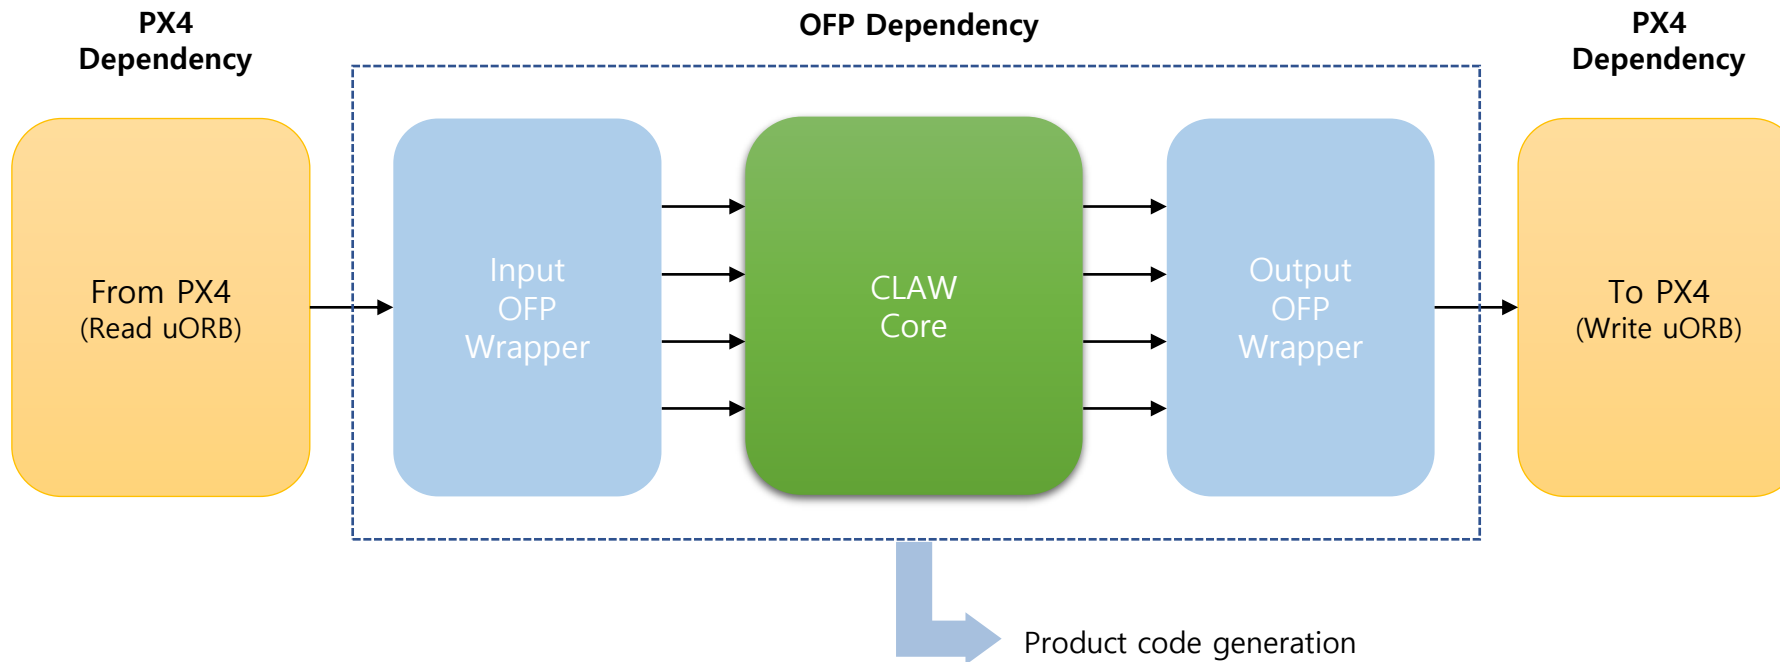 PX4
Dependency
OFP Dependency
PX4
Dependency
From PX4
(Read uORB)
Input
OFP
Wrapper
CLAW
Core
Output
OFP
Wrapper
To PX4
(Write uORB)
Product code generation